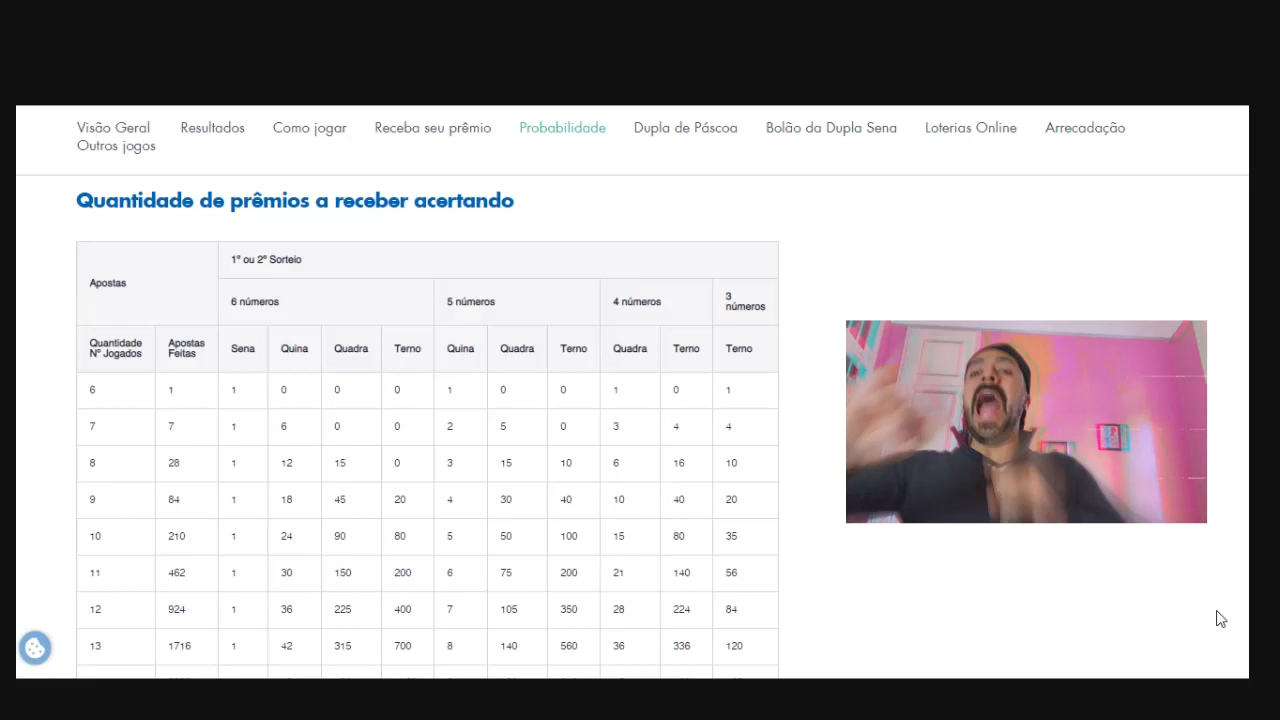 Visão Geral Resultados Como jogar Receba seu prêmio Probabilidade Dupla de Páscoa Bolão da Dupla Sena Loterias Online Arrecadação
Outros jogos
Quantidade de prêmios a receber acertando
Apostas 1º ou 2º Sorteio
6 números 5 números 4 números 3 números
Quantidade Nº Jogados Apostas Feitas Sena Quina Quadra Terno Quina Quadra Terno Quadra Terno Terno
6 1 1 0 0 0 1 0 0 1 0 1
7 7 1 6 0 0 2 5 0 3 4 4
8 28 1 12 15 0 3 15 10 6 16 10
9 84 1 18 45 20 4 30 40 10 40 20
10 210 1 24 90 80 5 50 100 15 80 35
11 462 1 30 150 200 6 75 200 21 140 56
12 924 1 36 225 400 7 105 350 28 224 84
13 1716 1 42 315 700 8 140 560 36 336 120